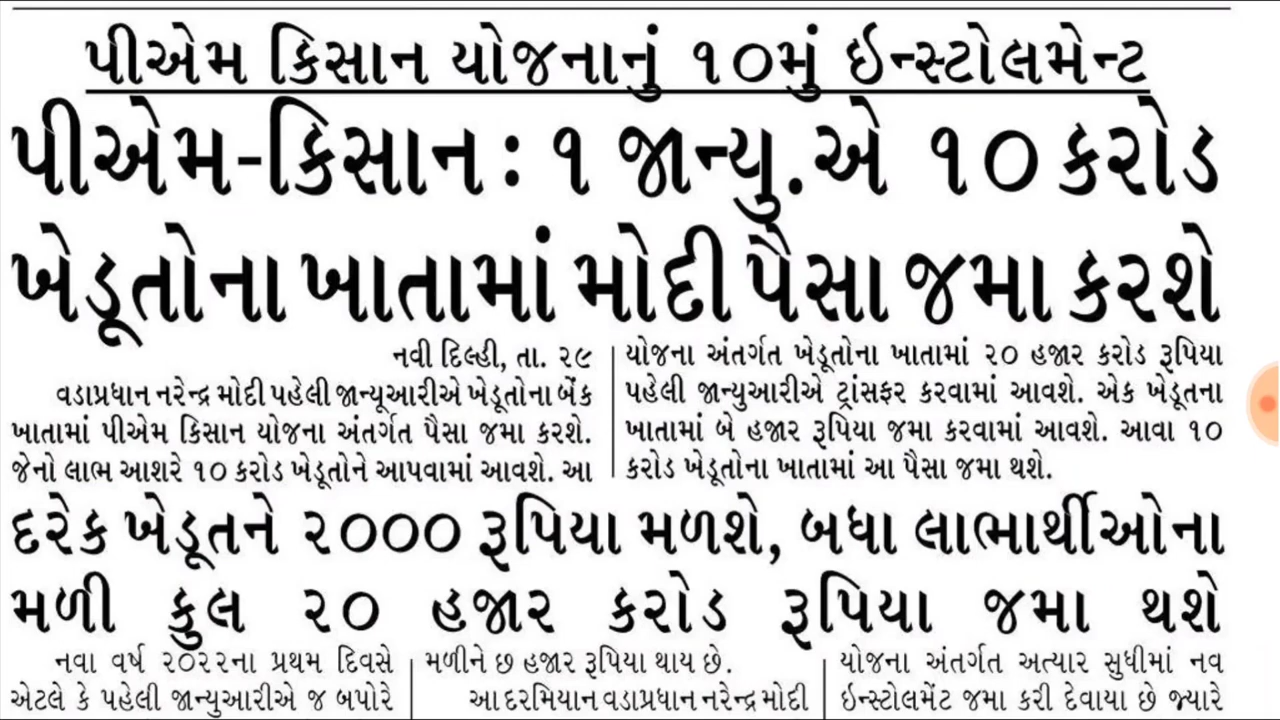 પીએમ કિસાન યોજનાનું ૧૦મું ઇન્સ્ટોલમેન્ટ
પીએમ-કિસાન : ૧ જાન્યુ.એ ૧૦ કરોડ
ખેડૂતોના ખાતામાં મોદી પૈસા જમા કરશે
નવી દિલ્હી, તા. ૨૯
વડાપ્રધાન નરેન્દ્ર મોદી પહેલી જાન્યૂઆરીએ ખેડૂતોના બેંક
ખાતામાં પીએમ કિસાન યોજના અંતર્ગત પૈસા જમા કરશે.
જેનો લાભ આશરે ૧૦ કરોડ ખેડૂતોને આપવામાં આવશે. આ
યોજના અંતર્ગત ખેડૂતોના ખાતામાં ૨૦ હજાર કરોડ રૂપિયા
પહેલી જાન્યુઆરીએ ટ્રાંસફર કરવામાં આવશે. એક ખેડૂતના
ખાતામાં બે હજાર રૂપિયા જમા કરવામાં આવશે. આવા ૧૦
કરોડ ખેડૂતોના ખાતામાં આ પૈસા જમા થશે.
દરેક ખેડૂતને ૨૦૦૦ રૂપિયા મળશે, બધા લાભાર્થીઓના
મળી કુલ ૨૦ હજાર કરોડ રૂપિયા જમા થશે
નવા વર્ષ ૨૦૨૨ના પ્રથમ દિવસે
એટલે કે પહેલી જાન્યુઆરીએ જ બપોરે
મળીને છ હજાર રૂપિયા થાય છે.
આ દરમિયાન વડાપ્રધાન નરેન્દ્ર મોદી
યોજના અંતર્ગત અત્યાર સુધીમાં નવ
ઇન્સ્ટોલમેંટ જમા કરી દેવાયા છે જ્યારે